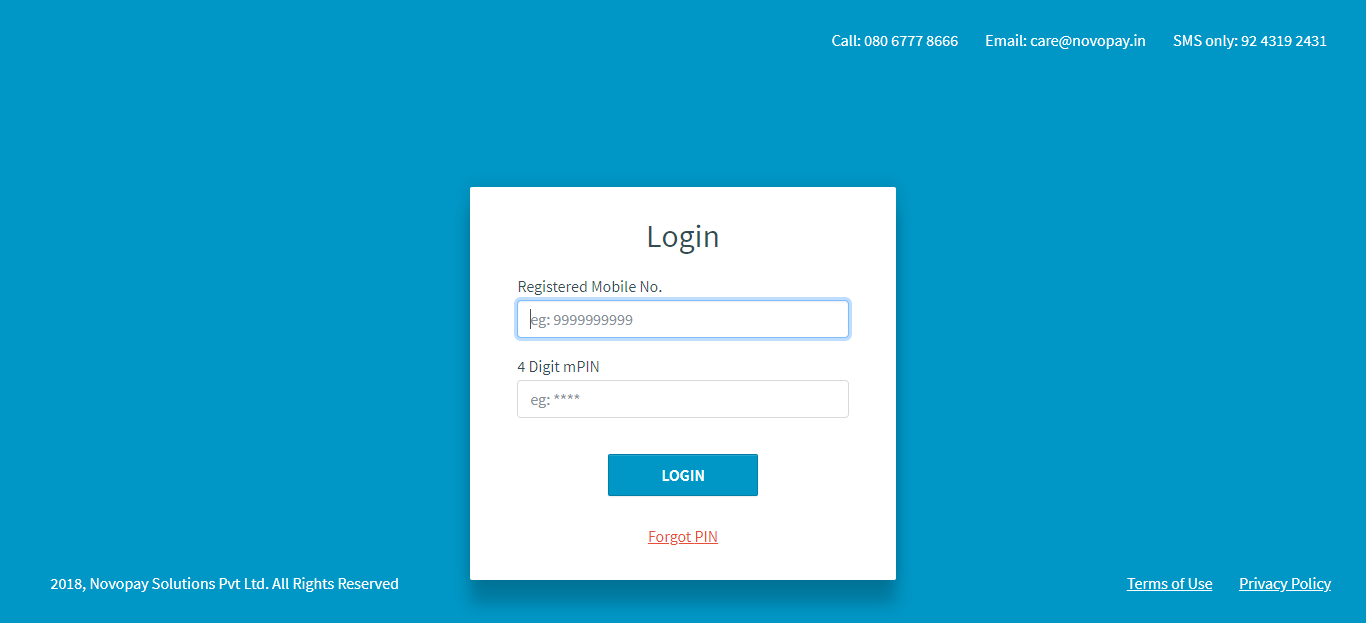 Call: 080 6777 8666 Email: care@novopay.in SMS only: 92 4319 2431
Login
Registered Mobile No.
eg: 9999999999
4 Digit mPIN
eg: ****
LOGIN
Forgot PIN
2018, Novopay Solutions Pvt Ltd. All Rights Reserved Terms of Use Privacy Policy